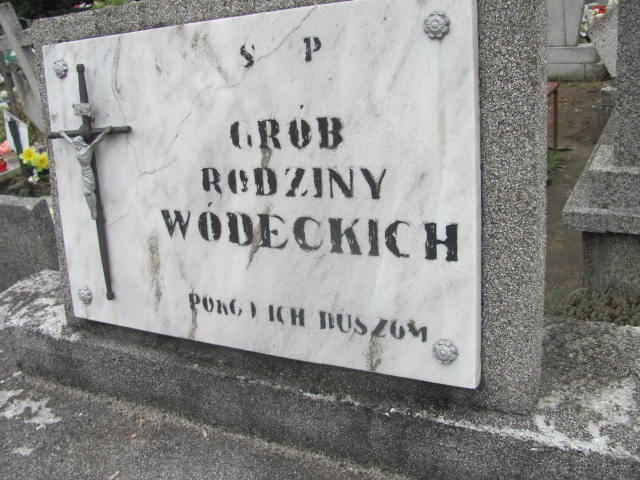 S P
GRÓB
RODZINY
WÓDECKICH
POKÓJ ICH DUSZOM